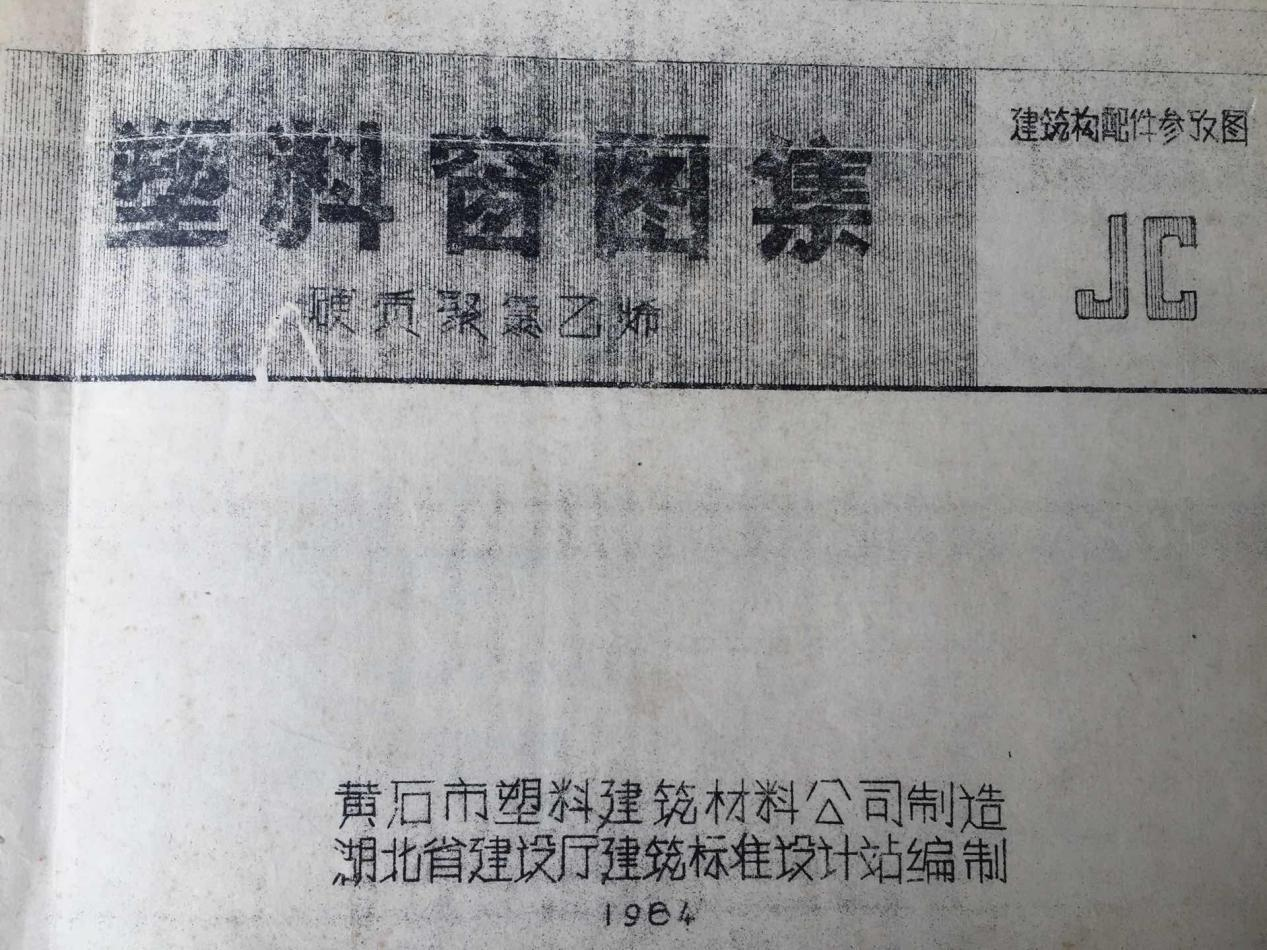 塑料窗图集
硬质聚氯乙烯
建筑构配件参考图
JC
黄石市塑料建筑材料公司制造
湖北省建设厅建筑标准设计站编制
1984